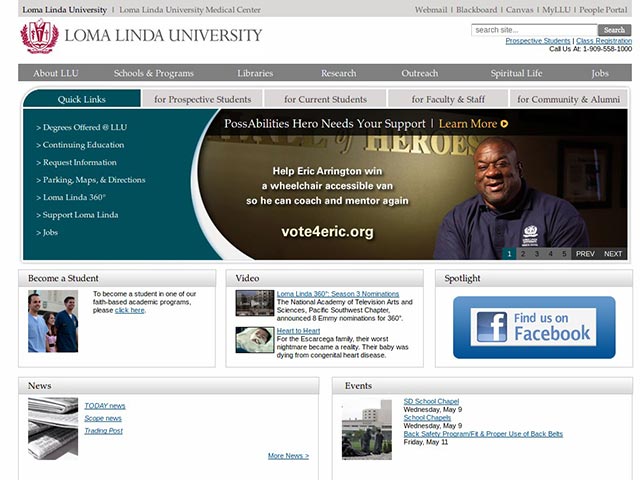 Loma Linda University | Loma Linda University Medical Center
Webmail | Blackboard | Canvas | MyLLU | People Portal
LOMA LINDA UNIVERSITY
search site... Search
Prospective Students | Class Registration
Call Us At: 1-909-558-1000
About LLU Schools & Programs Libraries Research Outreach Spiritual Life Jobs
Quick Links for Prospective Students for Current Students for Faculty & Staff for Community & Alumni
> Degrees Offered @ LLU
> Continuing Education
> Request Information
> Parking, Maps, & Directions
> Loma Linda 360°
> Support Loma Linda
> Jobs
PossAbilities Hero Needs Your Support | Learn More
HALL of HEROES
Help Eric Arrington win
a wheelchair accessible van
so he can coach and mentor again
vote4eric.org
1 2 3 4 5 PREV NEXT
Become a Student
To become a student in one of our
faith-based academic programs,
please click here.
Video
Loma Linda 360°: Season 3 Nominations
The National Academy of Television Arts and
Sciences, Pacific Southwest Chapter,
announced 8 Emmy nominations for 360°.
Heart to Heart
For the Escarcega family, their worst
nightmare became a reality. Their baby was
dying from congenital heart disease.
Spotlight
Find us on
Facebook
News
TODAY news
Scope news
Trading Post
More News >
Events
SD School Chapel
Wednesday, May 9
School Chapels
Wednesday, May 9
Back Safety Program/Fit & Proper Use of Back Belts
Friday, May 11